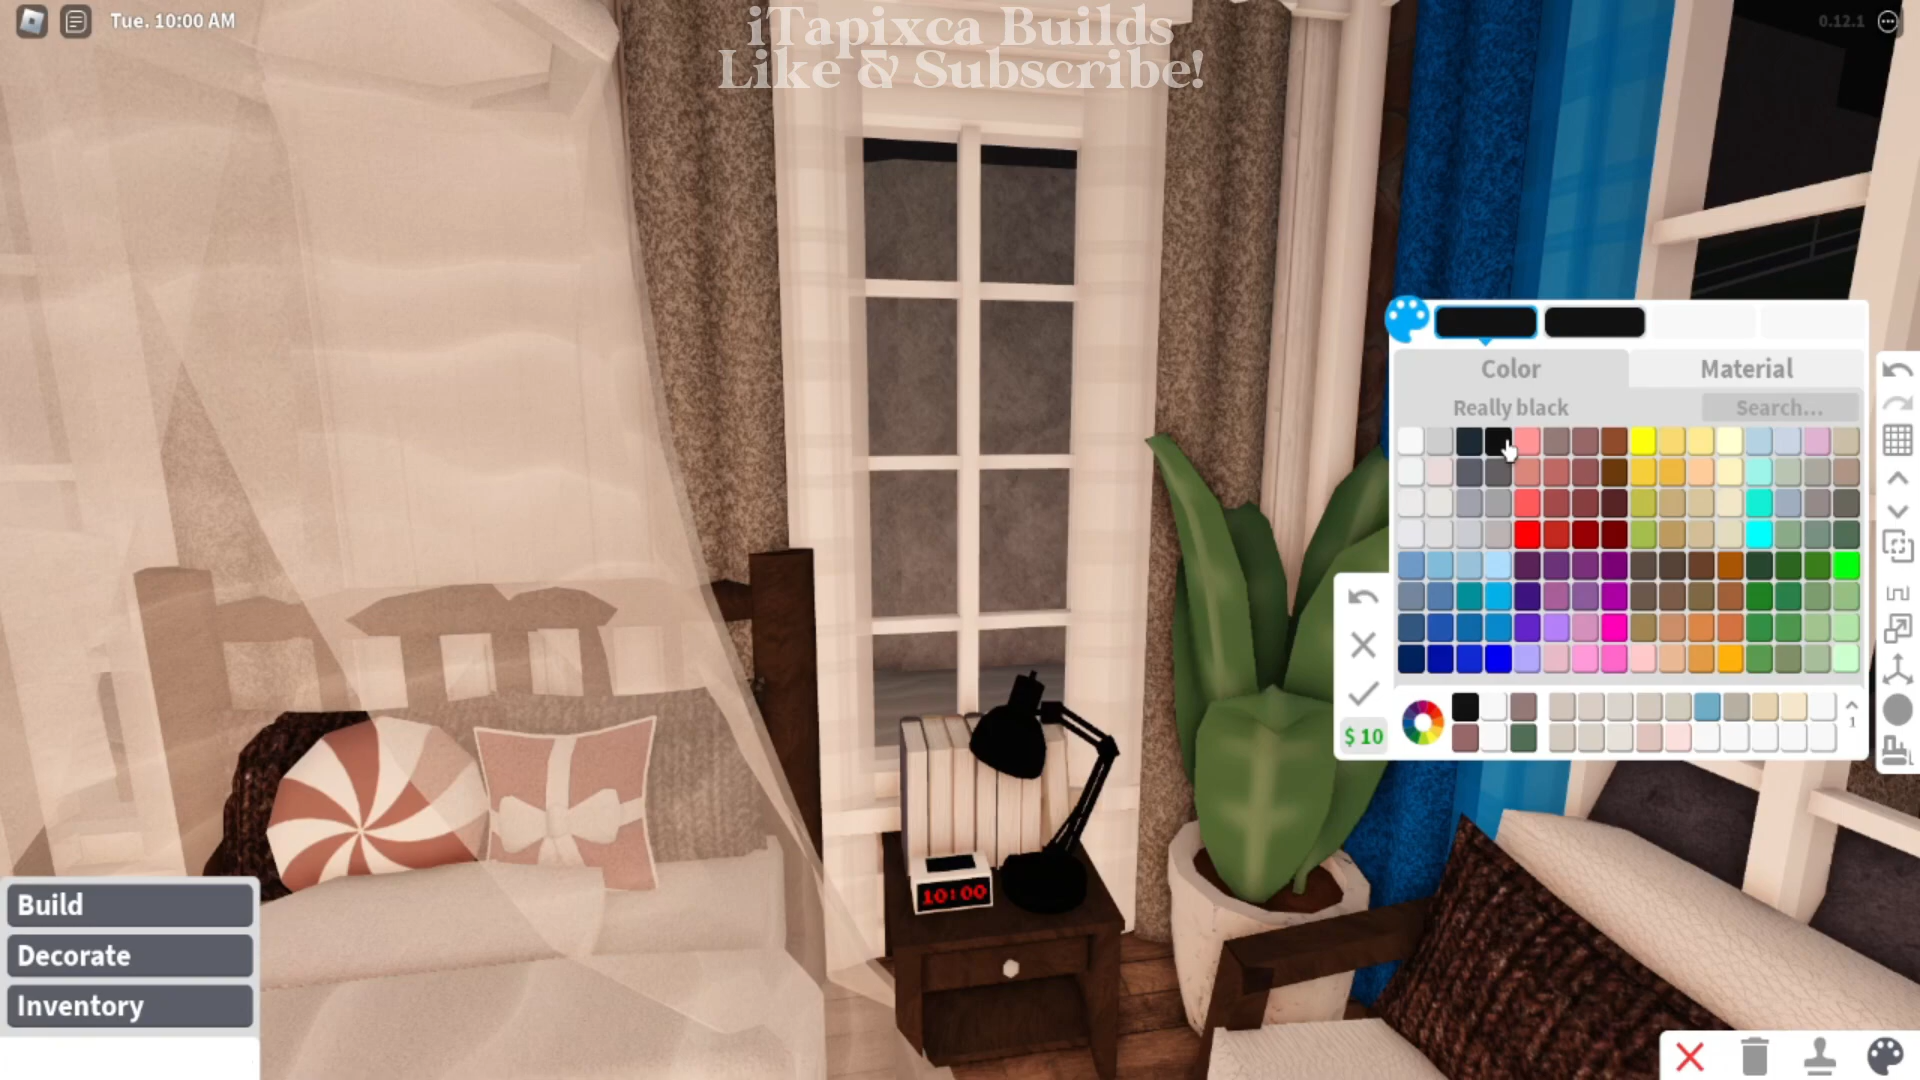 Tue. 10:00 AM
iTapixca Builds
Like & Subscribe!
0.12.1
Color
Material
Really black
Search...
1
$ 10
10:00
Build
Decorate
Inventory